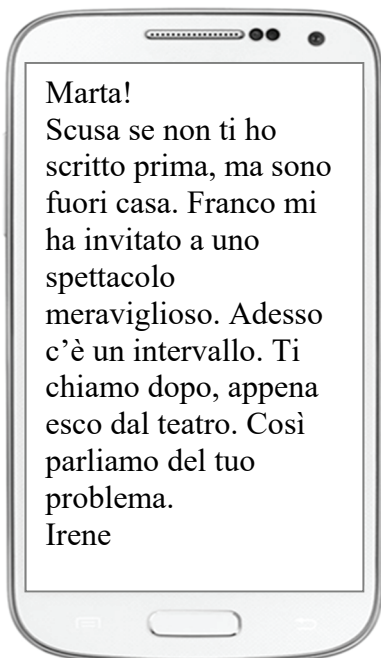 Marta!
Scusa se non ti ho
scritto prima, ma sono
fuori casa. Franco mi
ha invitato a uno
spettacolo
meraviglioso. Adesso
c’è un intervallo. Ti
chiamo dopo, appena
esco dal teatro. Così
parliamo del tuo
problema.
Irene